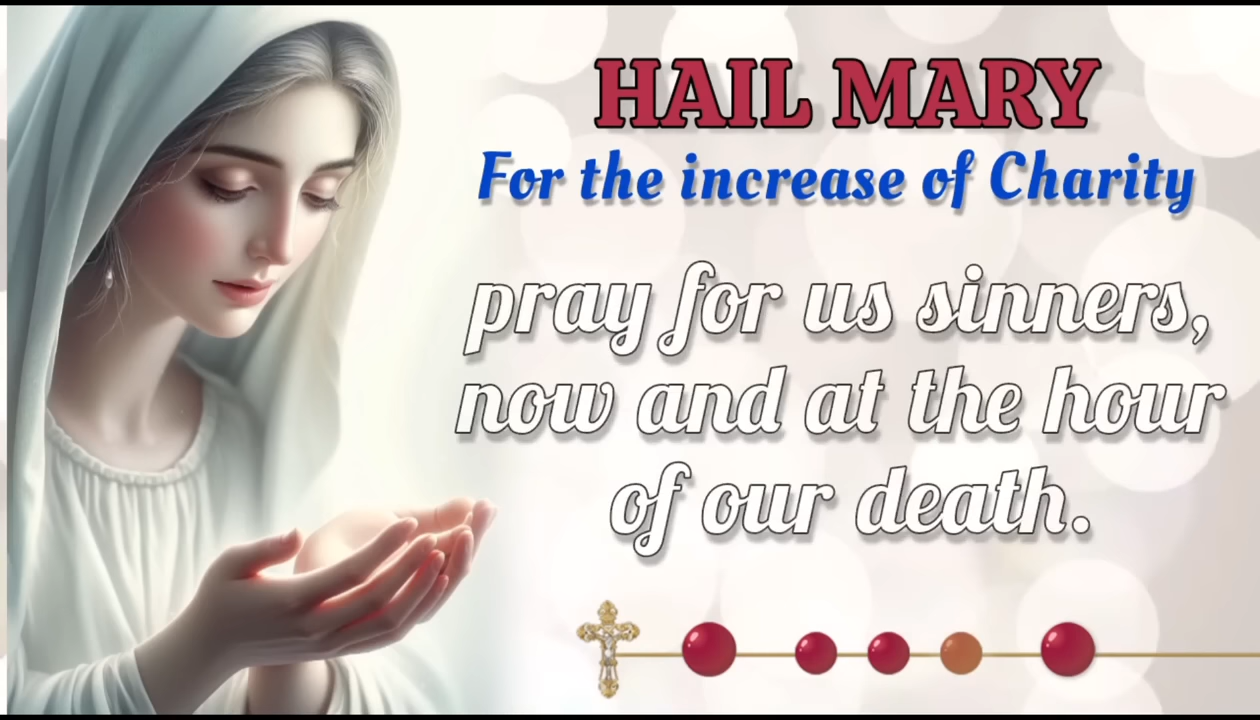 HAIL MARY
For the increase of Charity
pray for us sinners,
now and at the hour
of our death.